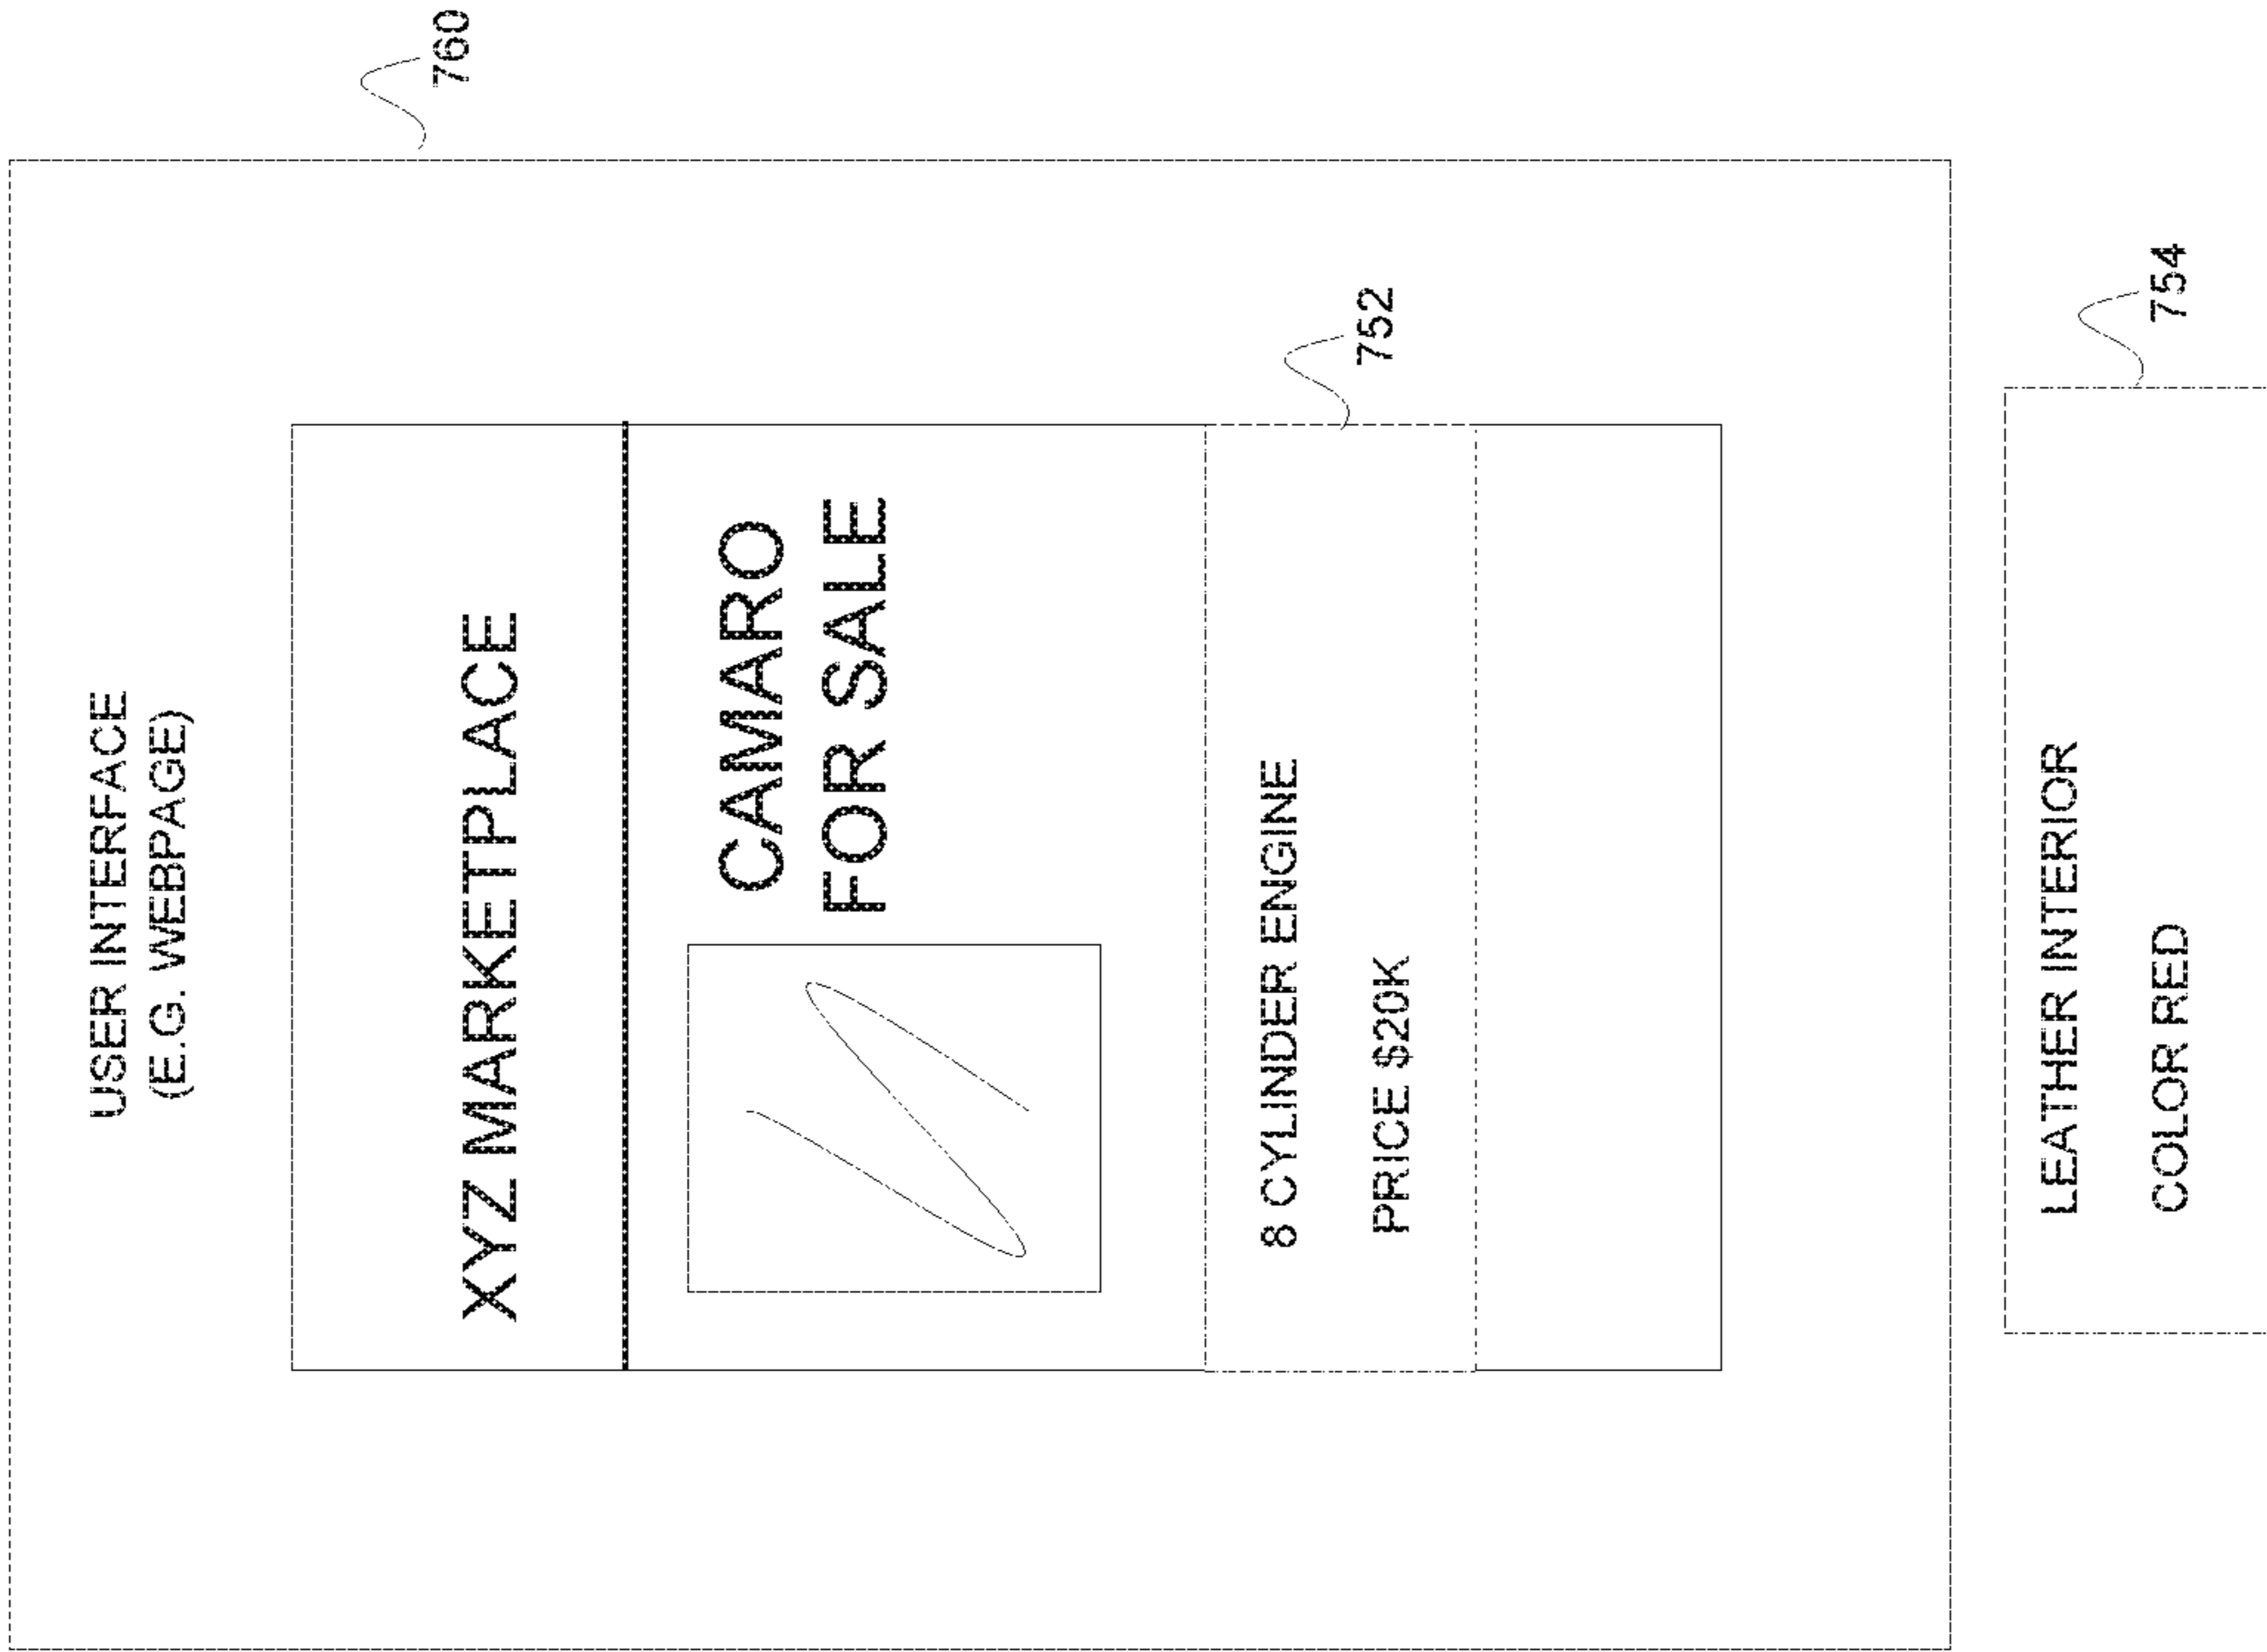 760
USER INTERFACE
(E.G. WEBPAGE)
XYZ MARKETPLACE
CAMARO
FOR SALE
752
8 CYLINDER ENGINE
PRICE $20K
754
LEATHER INTERIOR
COLOR RED